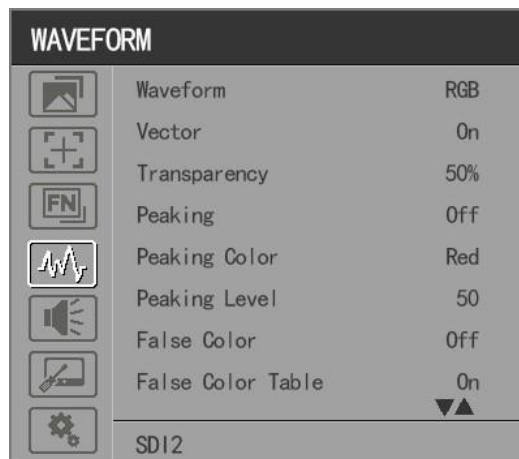 WAVEFORM
Waveform RGB
Vector On
Transparency 50%
FN
Peaking Off
Peaking Color Red
Peaking Level 50
False Color Off
False Color Table On
SDI2